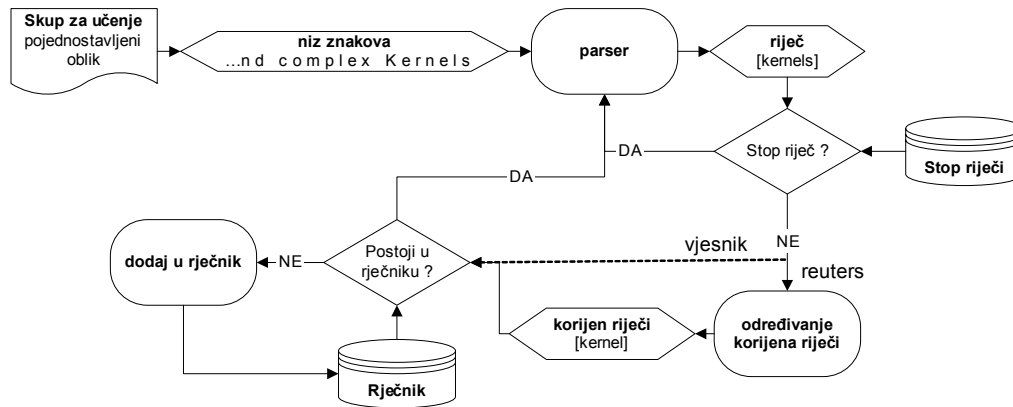 Skup za učenje
pojednostavljeni
oblik
niz znakova
...nd complex Kernels
parser
riječ
[kernels]
DA
Stop riječ ?
Stop riječi
DA
NE
vjesnik
reuters
dodaj u rječnik
NE
Postoji u
rječniku ?
korijen riječi
[kernel]
određivanje
korijena riječi
Rječnik